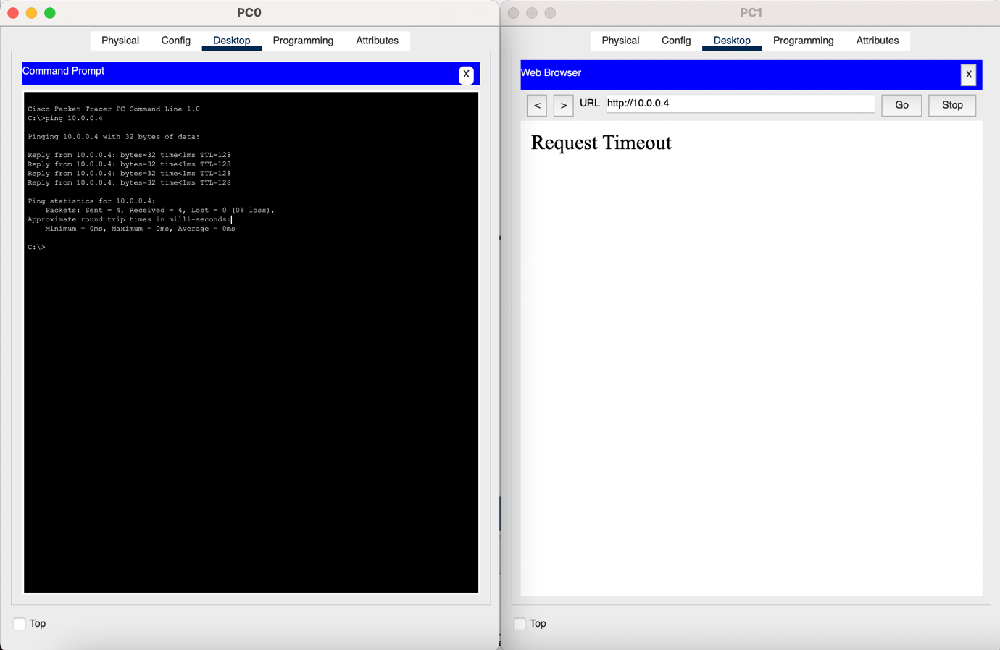 PC0
Physical Config Desktop Programming Attributes
Command Prompt
X
Cisco Packet Tracer PC Command Line 1.0
C:\>ping 10.0.0.4
Pinging 10.0.0.4 with 32 bytes of data:
Reply from 10.0.0.4: bytes=32 time<1ms TTL=128
Reply from 10.0.0.4: bytes=32 time<1ms TTL=128
Reply from 10.0.0.4: bytes=32 time<1ms TTL=128
Reply from 10.0.0.4: bytes=32 time<1ms TTL=128
Ping statistics for 10.0.0.4:
Packets: Sent = 4, Received = 4, Lost = 0 (0% loss),
Approximate round trip times in milli-seconds:
Minimum = 0ms, Maximum = 0ms, Average = 0ms
C:\>
Top
PC1
Physical Config Desktop Programming Attributes
Web Browser
X
< > URL http://10.0.0.4 Go Stop
Request Timeout
Top